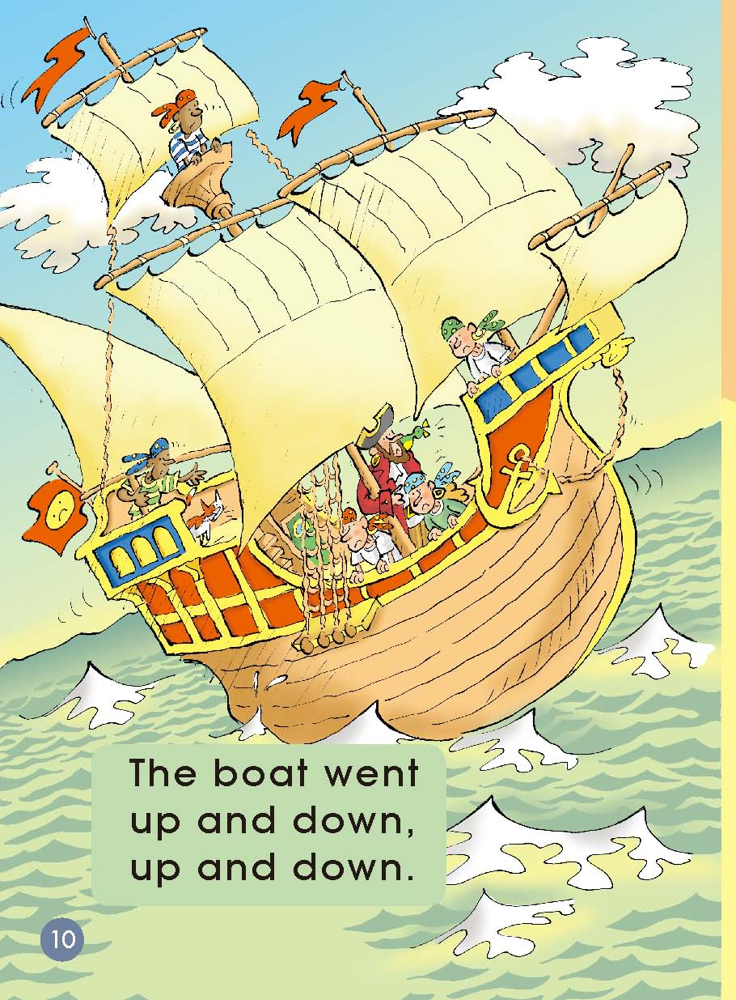 The boat went
up and down,
up and down.
10